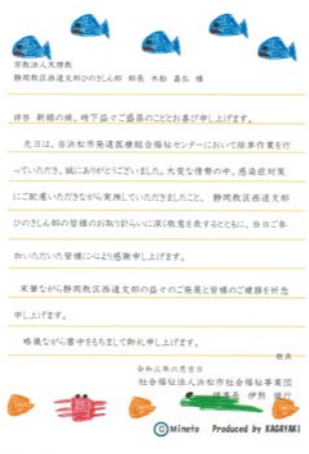 宗教法人天理教
静岡教区西遠支部ひのきしん部 部長 水船 嘉弘 様
拝啓 新緑の候、時下益々ご盛居のこととお喜び申し上げます。
先日は、当浜松市発達医療総合福祉センターにおいて除草作業を行
っていただき、誠にありがとうございました。大変な情勢の中、感染症対策
にご配慮いただきながら実施していただきましたこと、静岡教区西遠支部
ひのきしん部の皆様のお取り計らいに深く敬意を表するとともに、当日ご参
加いただいた皆様に心より感謝申し上げます。
末筆ながら静岡教区西遠支部の益々のご発展と皆様のご健勝を祈念
申し上げます。
略儀ながら書中をもちまして御礼申し上げます。
敬具
令和三年六月吉日
社会福祉法人浜松市社会福祉事業団
理事長 伊熊
©Mineto Produced by KAGAYAKI